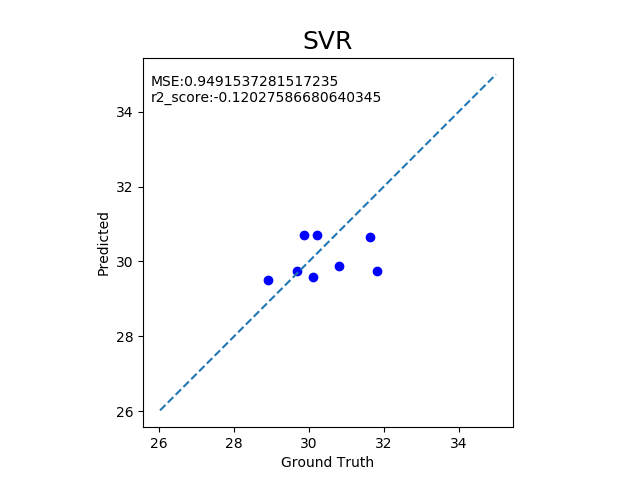 SVR
MSE:0.9491537281517235
r2_score:-0.12027586680640345
34
32
30
28
26
Predicted
26 28 30 32 34
Ground Truth